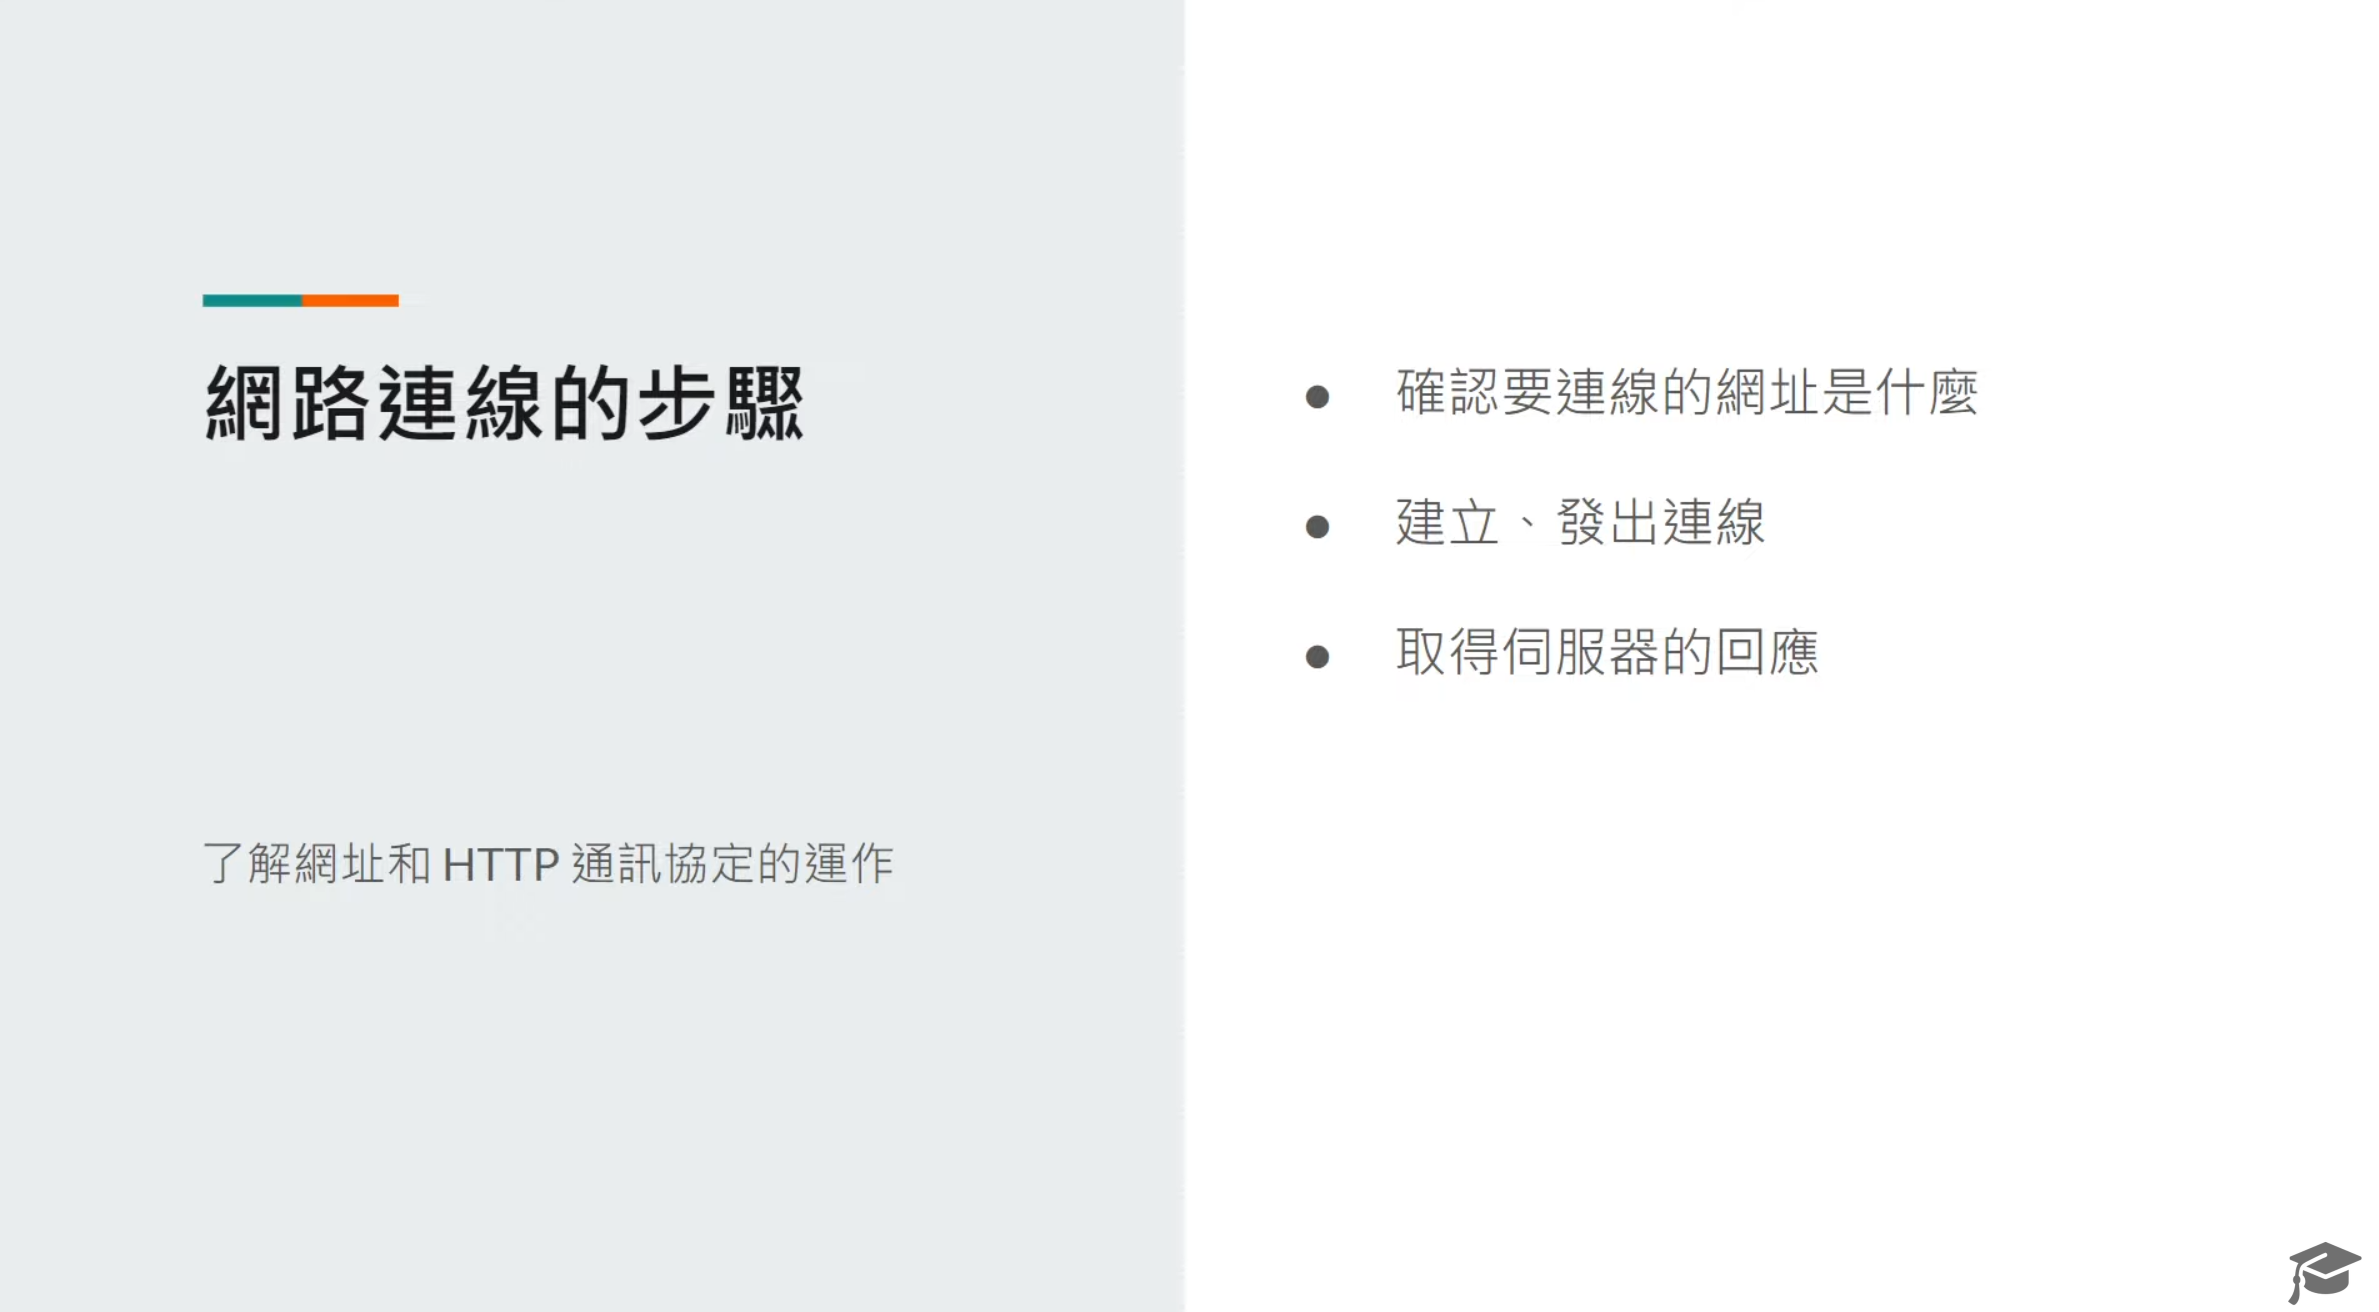 網路連線的步驟
了解網址和 HTTP 通訊協定的運作
● 確認要連線的網址是什麼
● 建立、發出連線
● 取得伺服器的回應